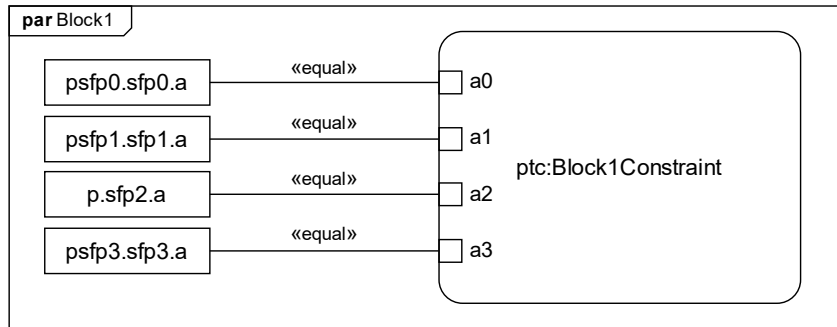 par Block1
«equal»
psfp0.sfp0.a
a0
«equal»
psfp1.sfp1.a
a1
ptc:Block1Constraint
«equal»
p.sfp2.a
a2
«equal»
psfp3.sfp3.a
a3